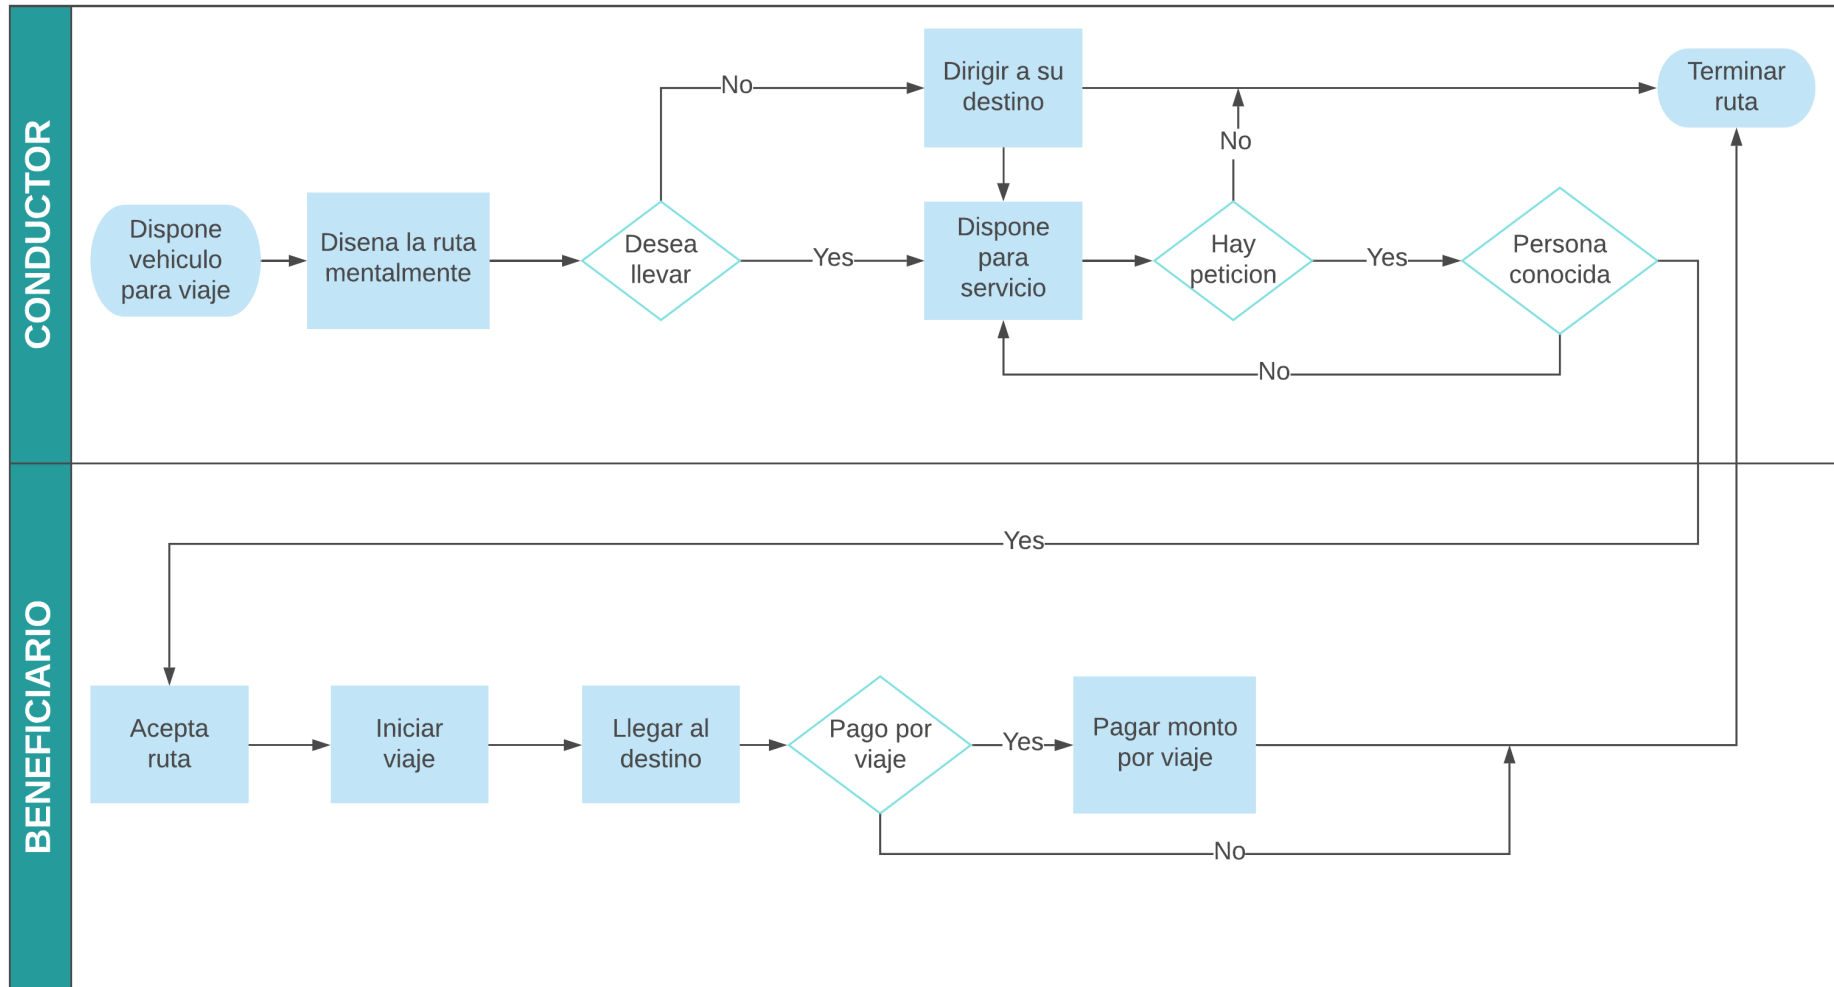 CONDUCTOR
Dispone
vehiculo
para viaje
Disena la ruta
mentalmente
Desea
llevar
No
Yes
Dirigir a su
destino
Dispone
para
servicio
Hay
peticion
No
Yes
Persona
conocida
No
Terminar
ruta
BENEFICIARIO
Yes
Acepta
ruta
Iniciar
viaje
Llegar al
destino
Pago por
viaje
Yes
Pagar monto
por viaje
No